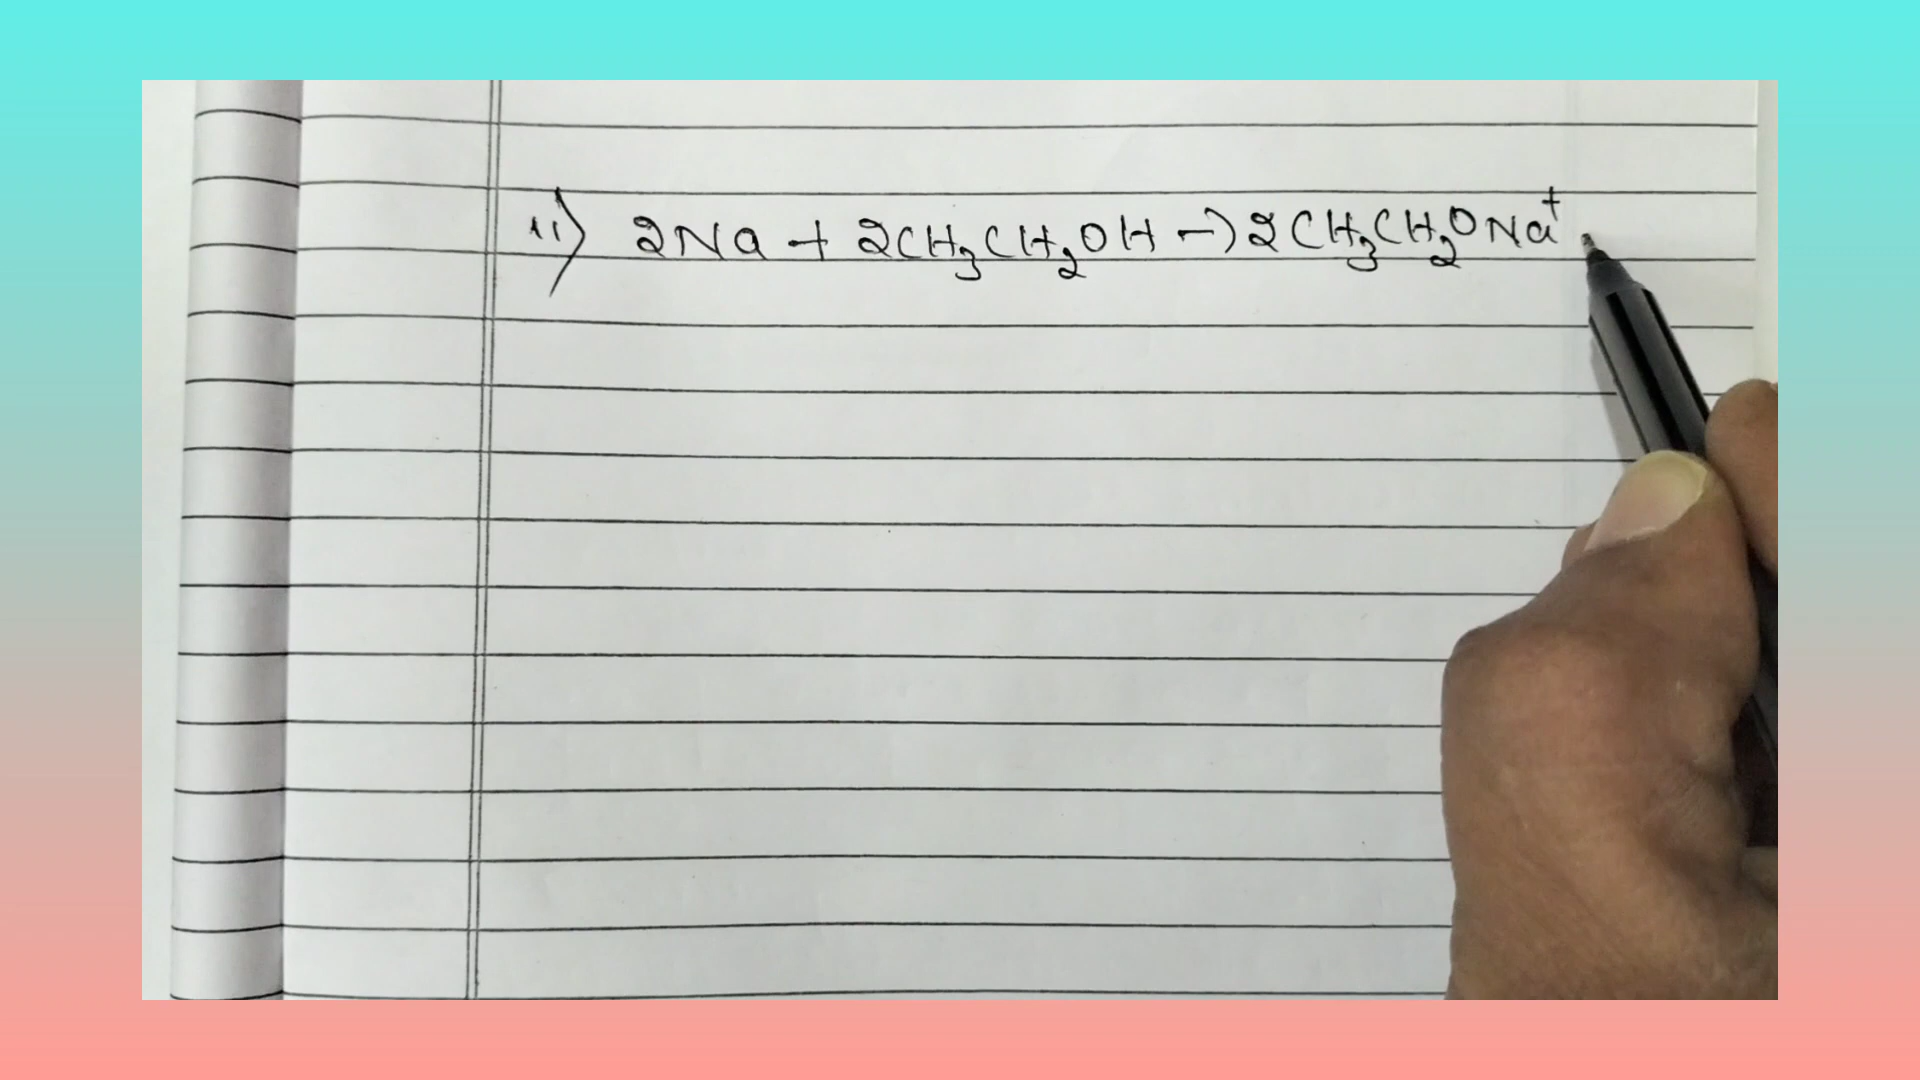 ii) 2Na + 2CH₃CH₂OH → 2CH₃CH₂ONa⁺